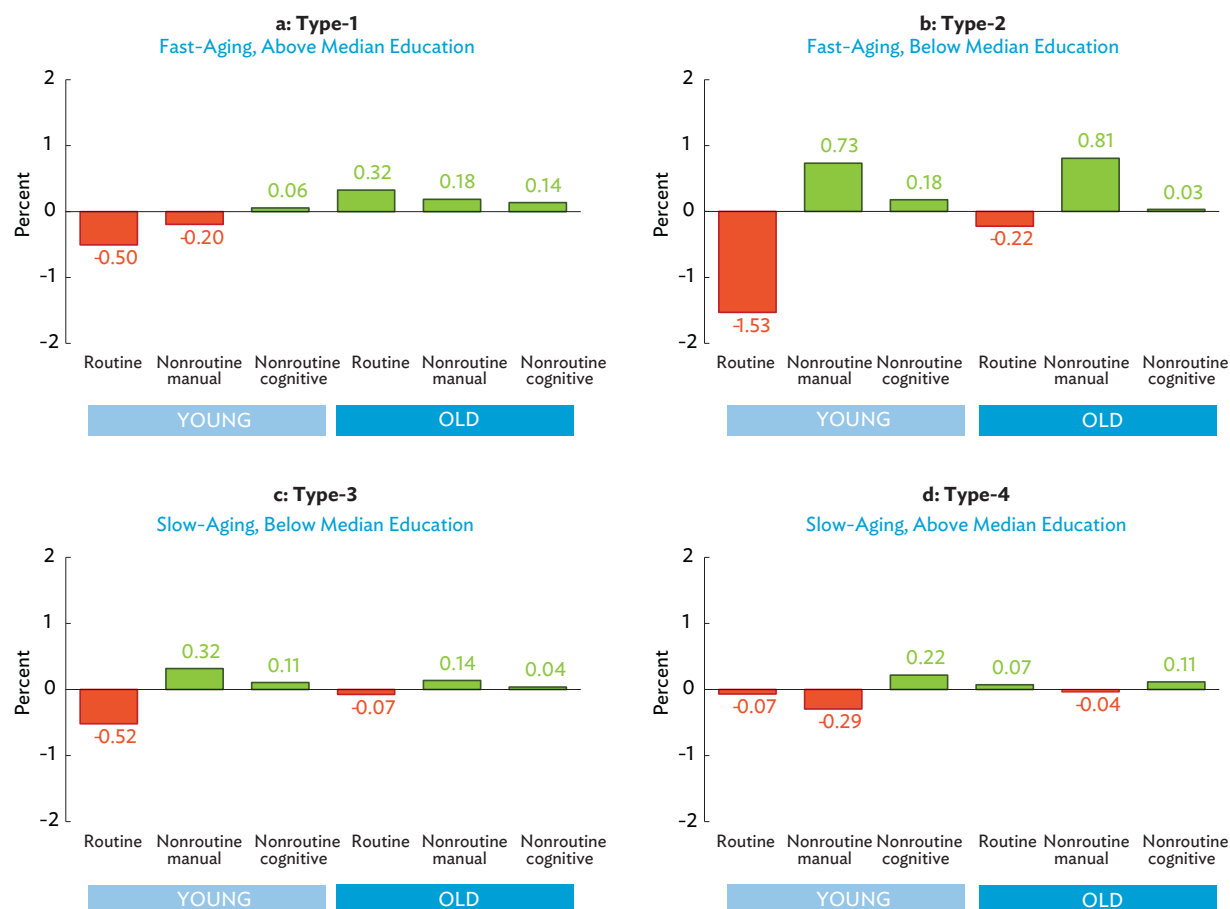 a: Type-1
Fast-Aging, Above Median Education
Percent
2
1
0
-1
-2
-0.50
-0.20
0.06
0.32
0.18
0.14
Routine
Nonroutine
manual
Nonroutine
cognitive
Routine
Nonroutine
manual
Nonroutine
cognitive
YOUNG
OLD
b: Type-2
Fast-Aging, Below Median Education
Percent
2
1
0
-1
-2
-1.53
0.73
0.18
-0.22
0.81
0.03
Routine
Nonroutine
manual
Nonroutine
cognitive
Routine
Nonroutine
manual
Nonroutine
cognitive
YOUNG
OLD
c: Type-3
Slow-Aging, Below Median Education
Percent
2
1
0
-1
-2
-0.52
0.32
0.11
-0.07
0.14
0.04
Routine
Nonroutine
manual
Nonroutine
cognitive
Routine
Nonroutine
manual
Nonroutine
cognitive
YOUNG
OLD
d: Type-4
Slow-Aging, Above Median Education
Percent
2
1
0
-1
-2
-0.07
-0.29
0.22
0.07
-0.04
0.11
Routine
Nonroutine
manual
Nonroutine
cognitive
Routine
Nonroutine
manual
Nonroutine
cognitive
YOUNG
OLD